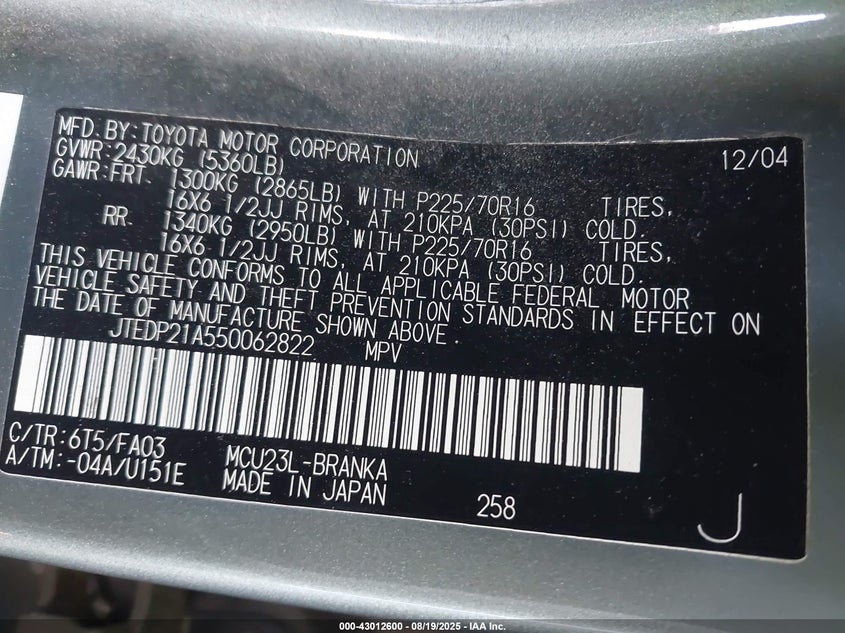 MFD. BY: TOYOTA MOTOR CORPORATION 12/04
GVWR: 2430KG (5360LB)
GAWR: FRT- 1300KG (2865LB) WITH P225/70R16 TIRES,
16X6 1/2JJ RIMS, AT 210KPA (30PSI) COLD.
RR- 1340KG (2950LB) WITH P225/70R16 TIRES,
16X6 1/2JJ RIMS, AT 210KPA (30PSI) COLD.
THIS VEHICLE CONFORMS TO ALL APPLICABLE FEDERAL MOTOR
VEHICLE SAFETY AND THEFT PREVENTION STANDARDS IN EFFECT ON
THE DATE OF MANUFACTURE SHOWN ABOVE.
JTEDP21A550062822 MPV
C/TR: 6T5/FA03 MCU23L-BRANKA
A/TM: -04A/U151E MADE IN JAPAN 258 J
000-43012600 - 08/19/2025 - IAA Inc.